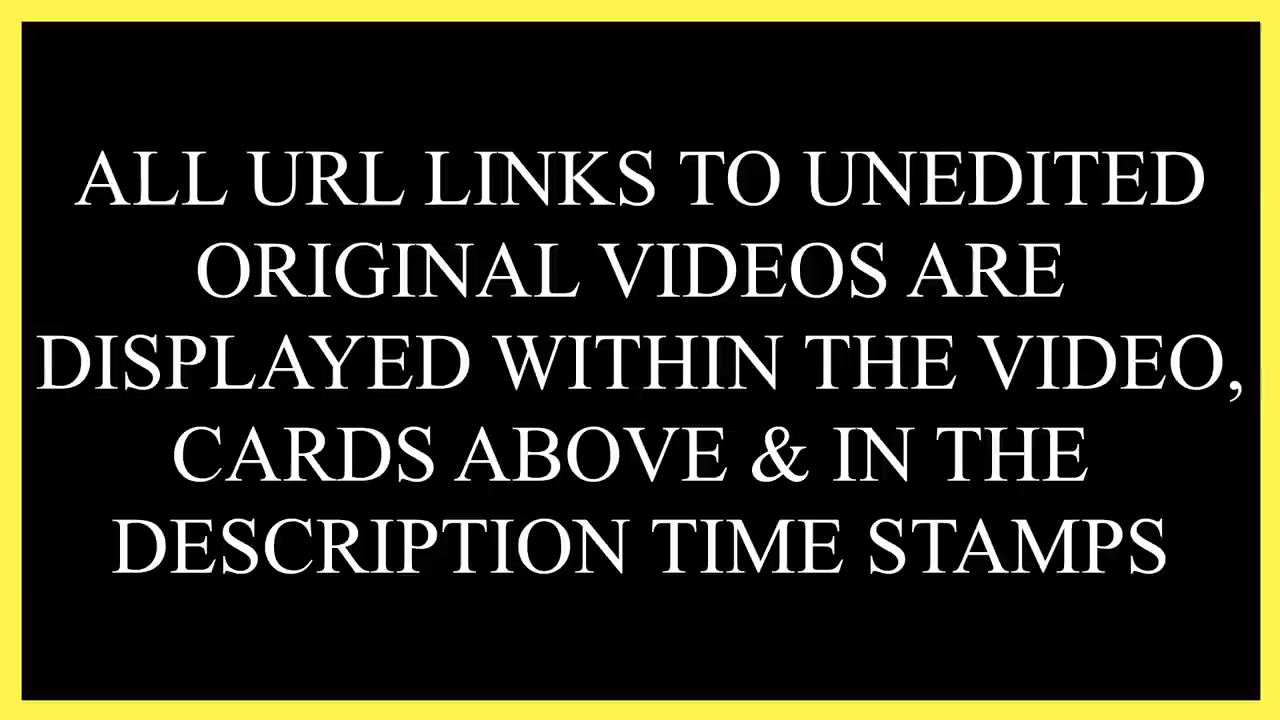 ALL URL LINKS TO UNEDITED
ORIGINAL VIDEOS ARE
DISPLAYED WITHIN THE VIDEO,
CARDS ABOVE & IN THE
DESCRIPTION TIME STAMPS